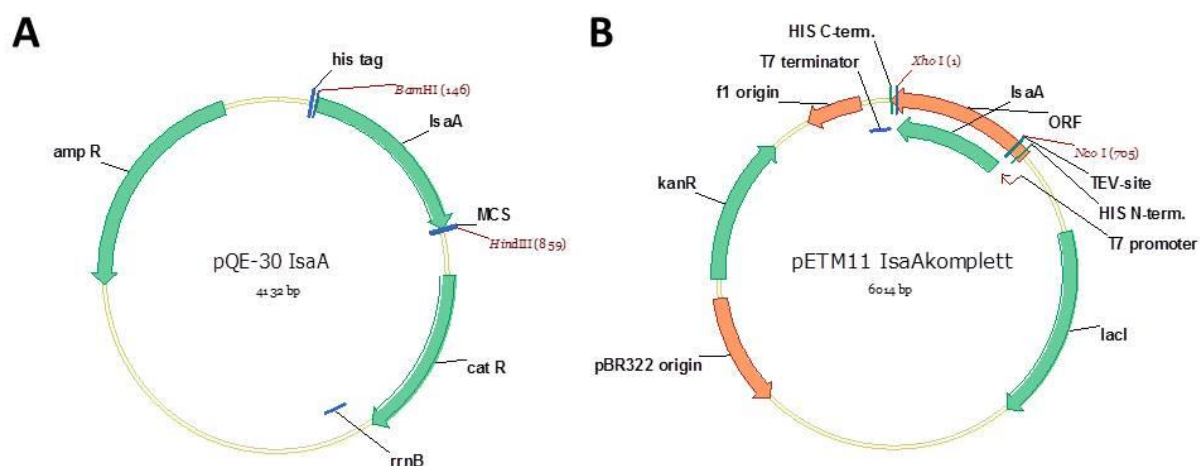 A
his tag
BamHI (146)
IsaA
amp R
MCS
HindIII (859)
pQE-30 IsaA
4132 bp
cat R
rrnB
B
HIS C-term.
Xho I (1)
T7 terminator
IsaA
f1 origin
ORF
Nco I (705)
kanR
TEV-site
HIS N-term.
T7 promoter
pETM11 IsaAkomplett
6014 bp
lacI
pBR322 origin